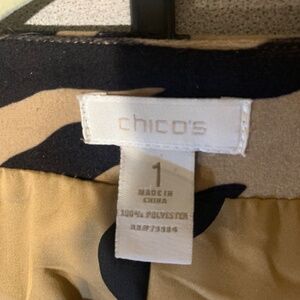 chico's
1
MADE IN
CHINA
100% POLYESTER